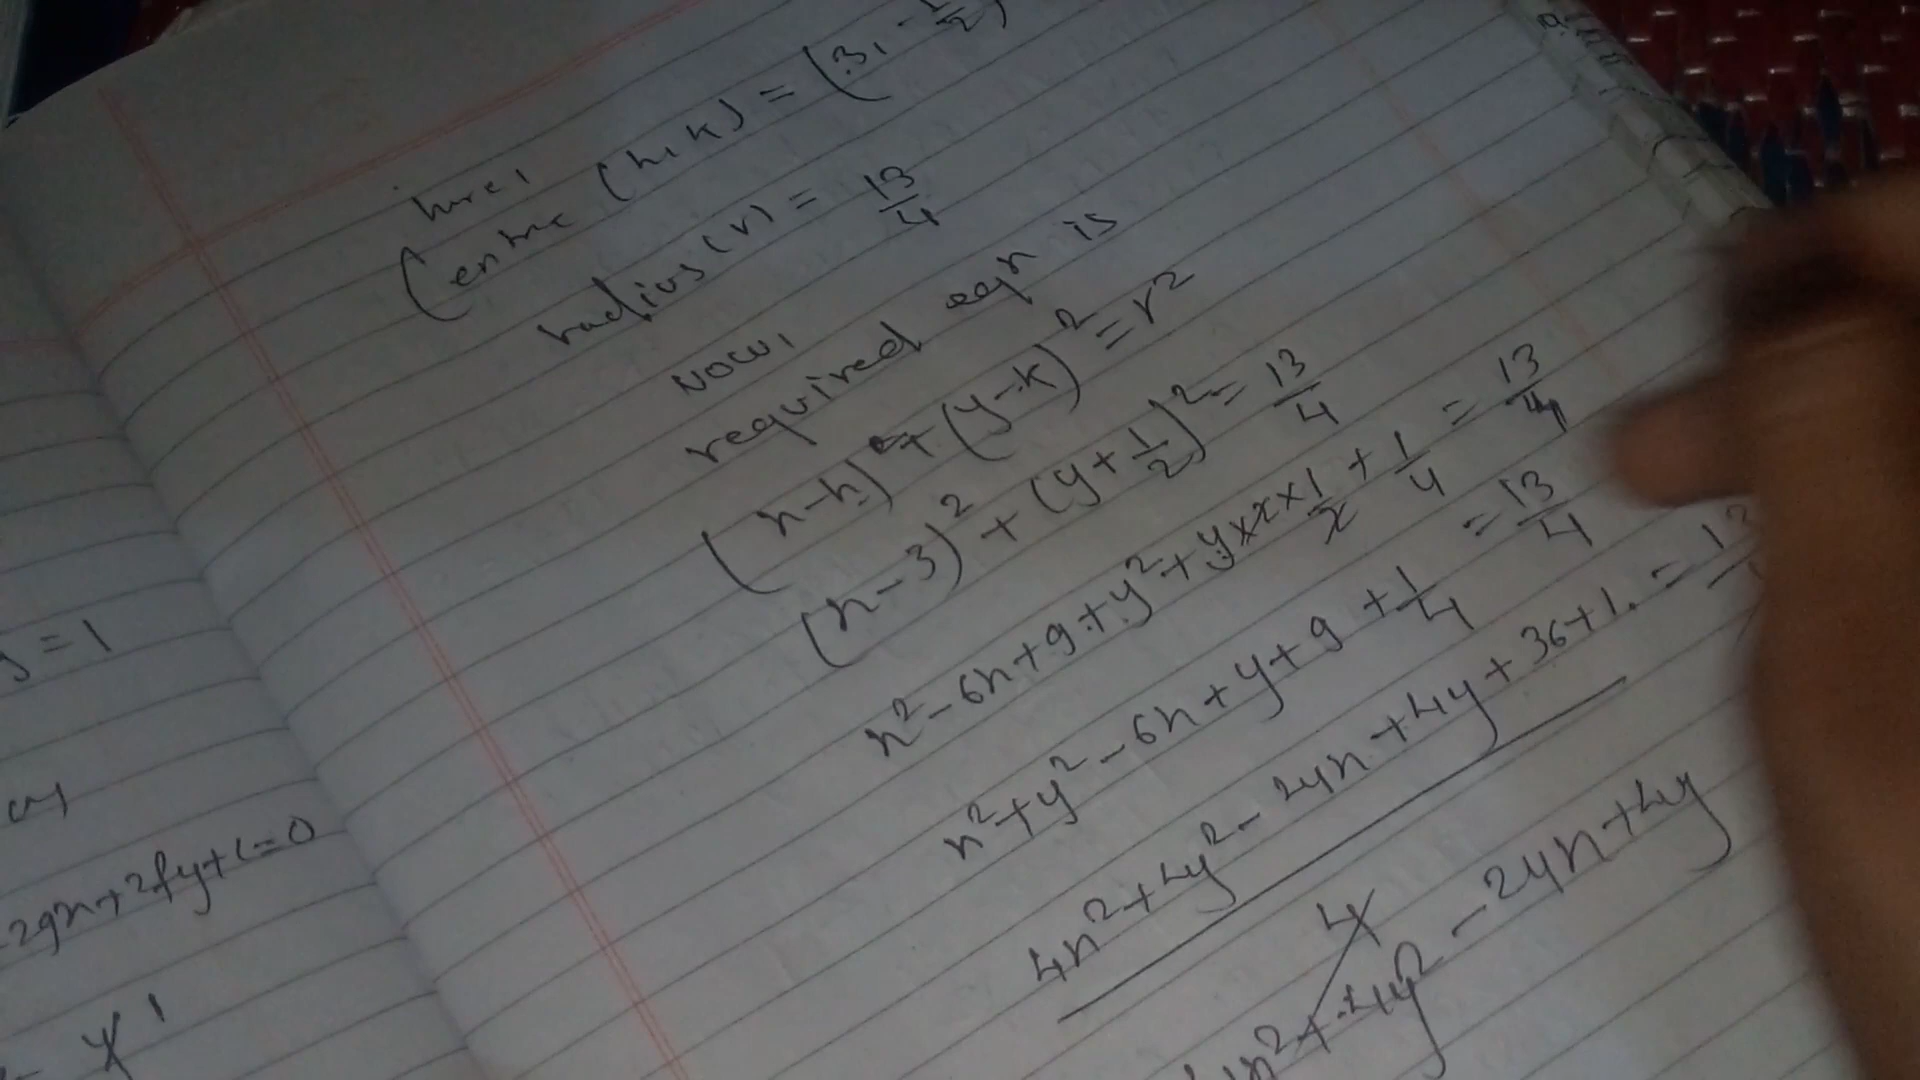 here,
Centre (h, k) = (3, -1/2)
radius (r) = 13/4
Now,
required eqn is
(x-h)² + (y-k)² = r²
(x-3)² + (y+1/2)² = 13/4
x² - 6x + 9 + y² + y×2×1/2 + 1/4 = 13/4
x² + y² - 6x + y + 9 + 1/4 = 13/4
4x² + 4y² - 24x + 4y + 36 + 1 =
4
4y² - 24x + 4y
= 1
2gx + 2fy + c = 0